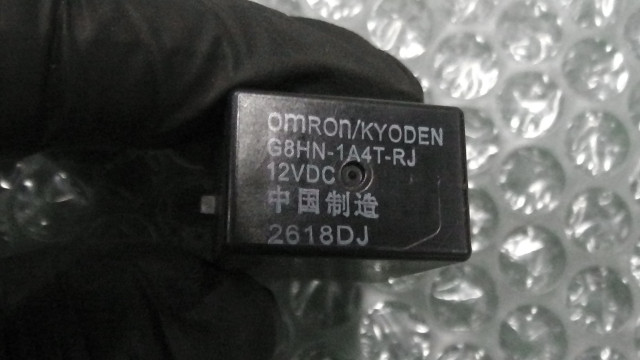 omRon/KYODEN
G8HN-1A4T-RJ
12VDC
中国制造
2618DJ